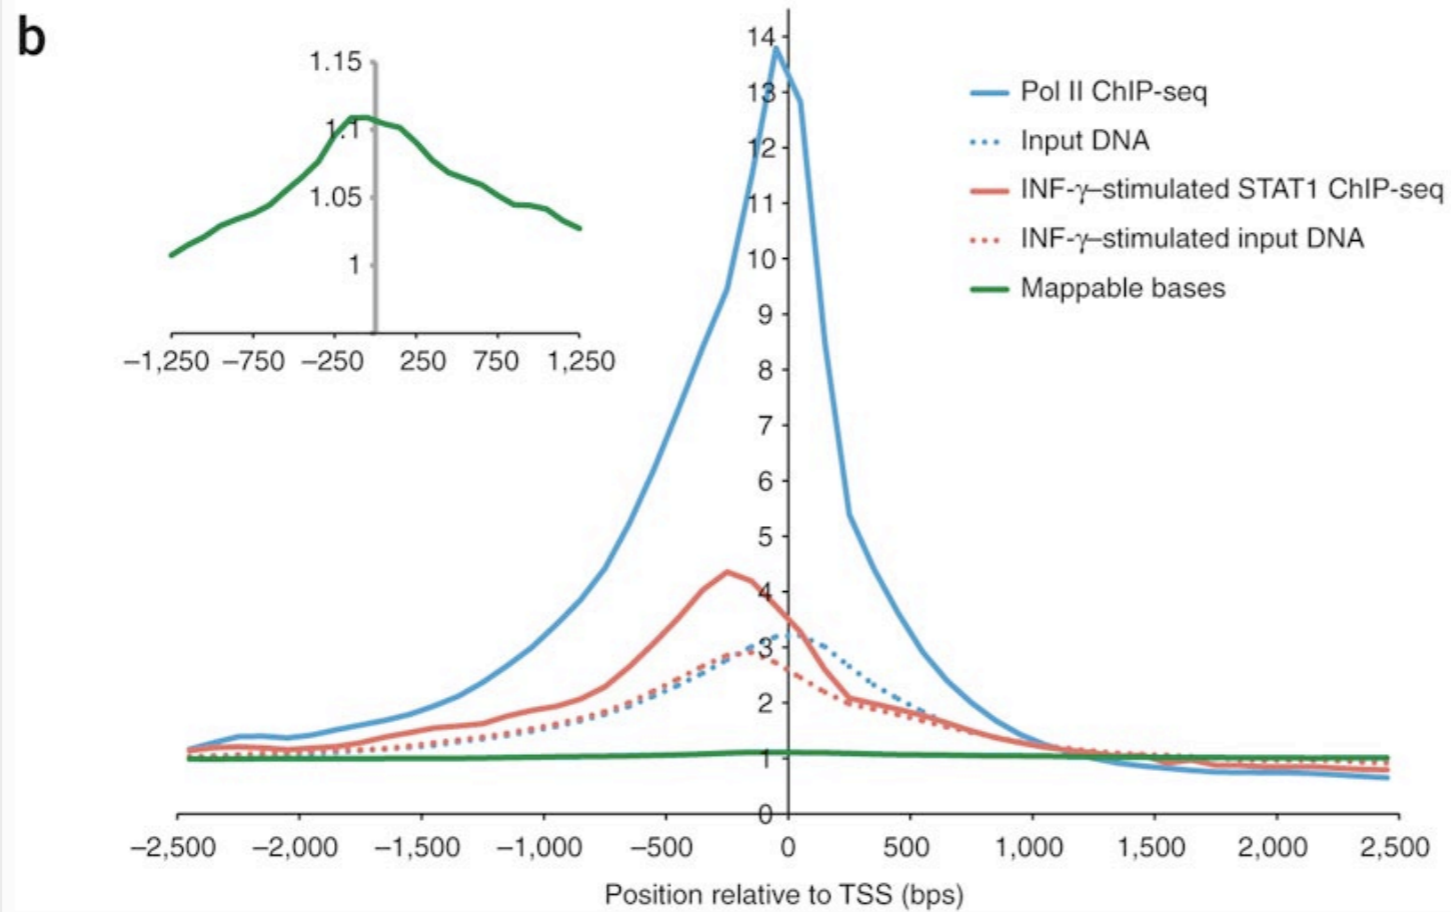 b
1.15
1.1
1.05
1
–1,250 –750 –250 250 750 1,250
14
13
12
11
10
9
8
7
6
5
4
3
2
1
0
Pol II ChIP-seq
Input DNA
INF-γ–stimulated STAT1 ChIP-seq
INF-γ–stimulated input DNA
Mappable bases
–2,500 –2,000 –1,500 –1,000 –500 0 500 1,000 1,500 2,000 2,500
Position relative to TSS (bps)